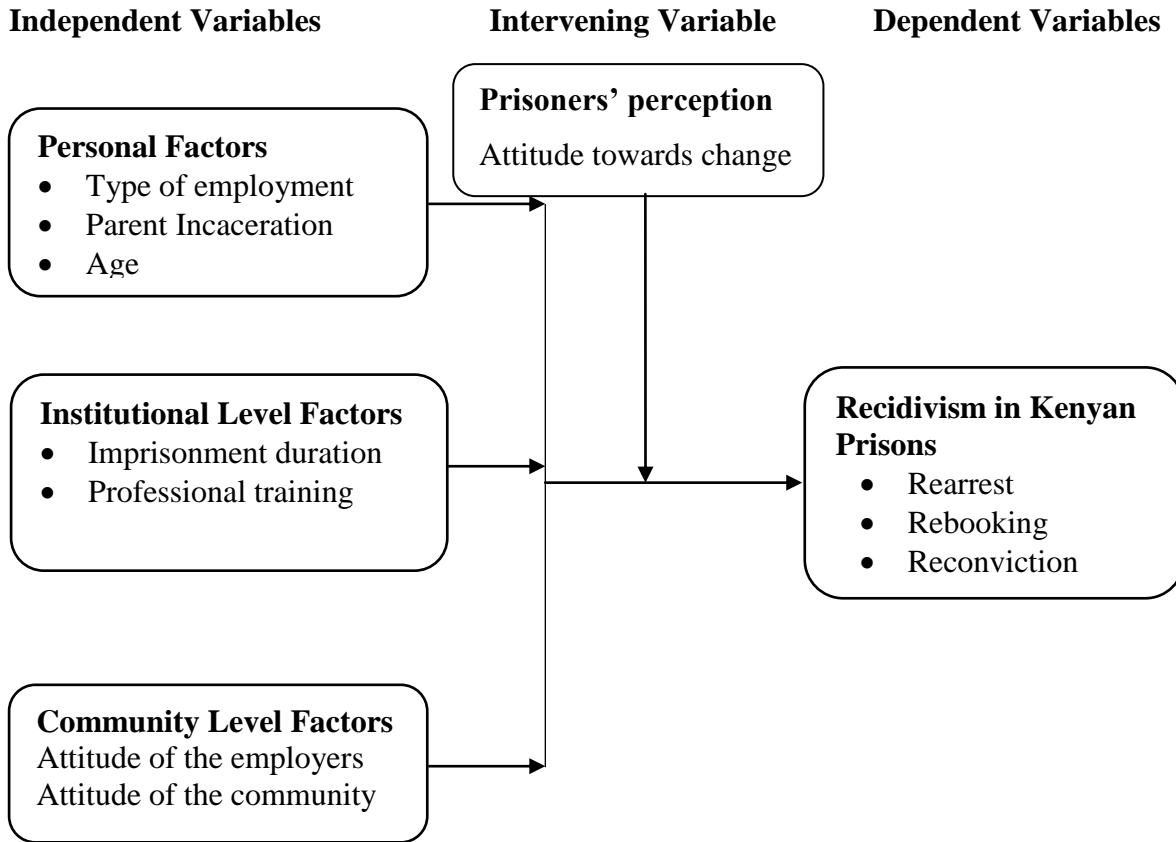 Independent Variables
Intervening Variable
Dependent Variables
Prisoners’ perception
Attitude towards change
Personal Factors
• Type of employment
• Parent Incaceration
• Age
Institutional Level Factors
• Imprisonment duration
• Professional training
Recidivism in Kenyan
Prisons
• Rearrest
• Rebooking
• Reconviction
Community Level Factors
Attitude of the employers
Attitude of the community